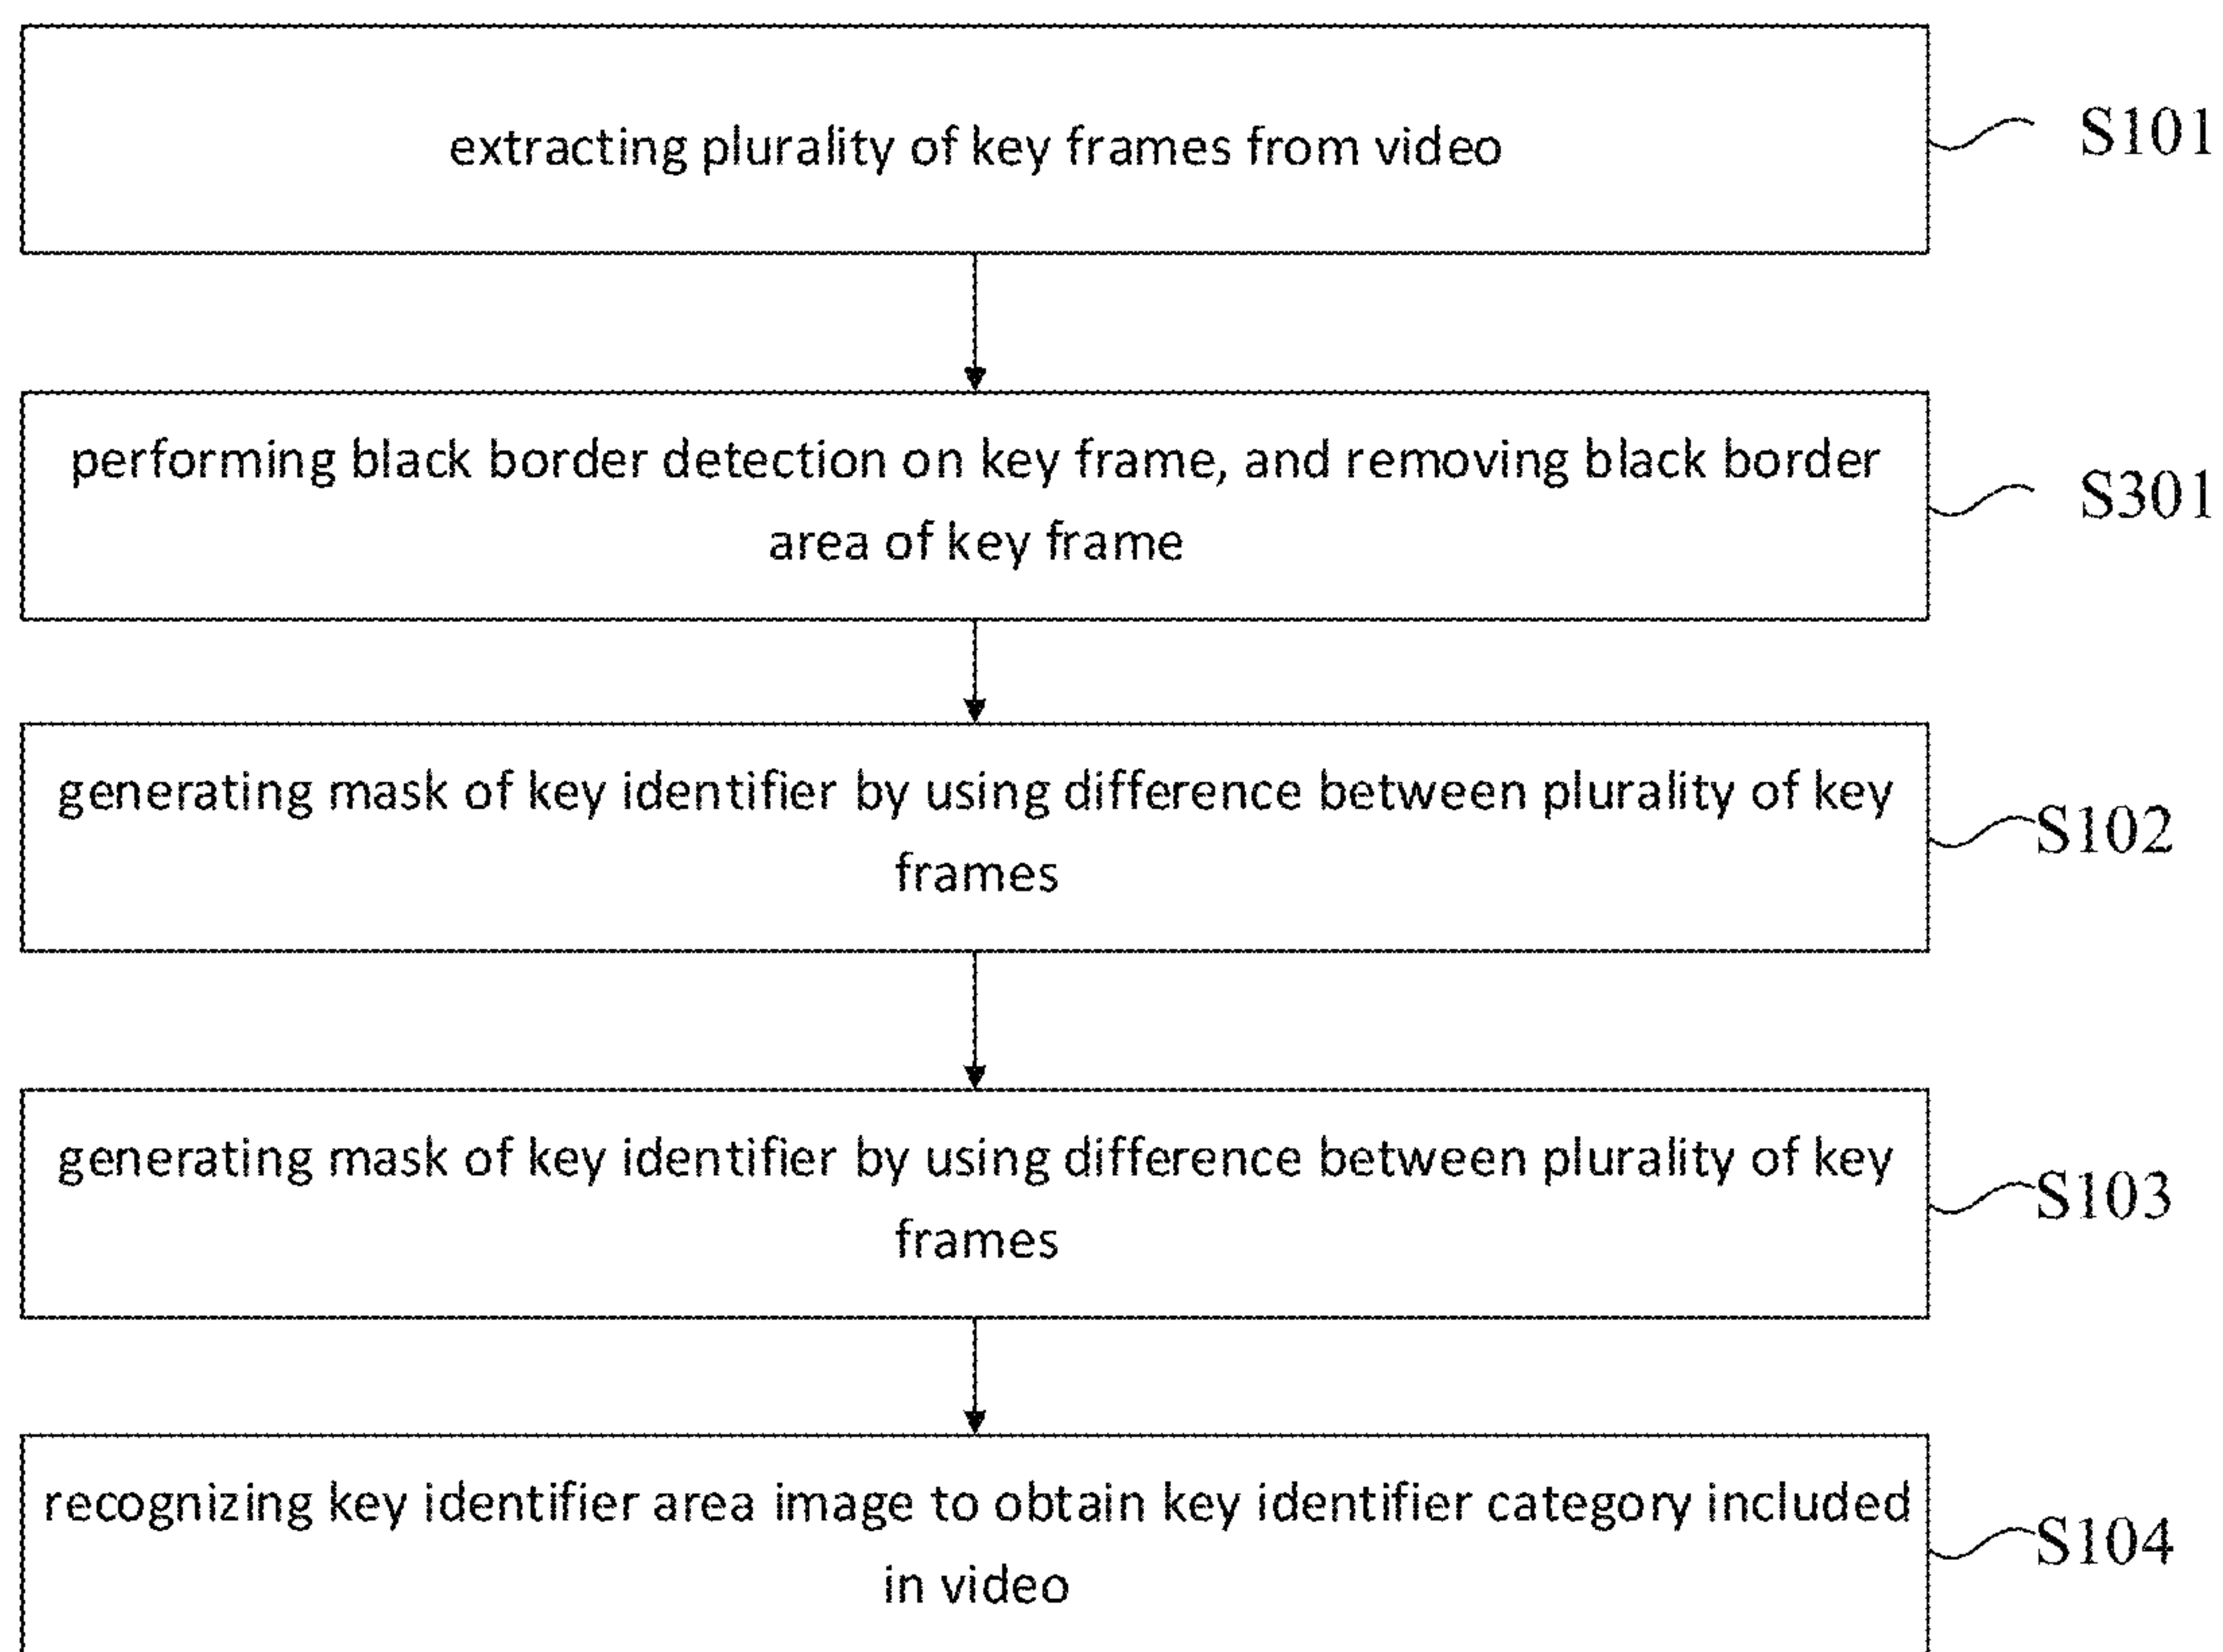 extracting plurality of key frames from video
S101
performing black border detection on key frame, and removing black border
area of key frame
S301
generating mask of key identifier by using difference between plurality of key
frames
S102
generating mask of key identifier by using difference between plurality of key
frames
S103
recognizing key identifier area image to obtain key identifier category included
in video
S104